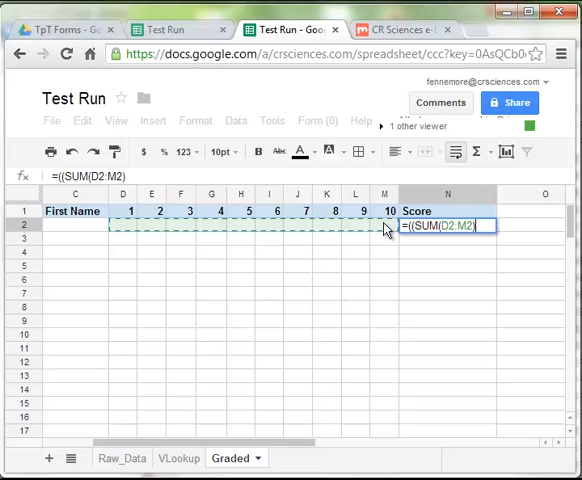 TpT Forms - Go
Test Run
Test Run - Goo
CR Sciences e-L
https://docs.google.com/a/crsciences.com/spreadsheet/ccc?key=0AsQCb0
fennemore@crsciences.com
Test Run
Comments
Share
File Edit View Insert Format Data Form (0)
1 other viewer
$ % 123 10pt B A A Σ
fx =((SUM(D2:M2)
C D E F G H I J K L M N O
1 First Name 1 2 3 4 5 6 7 8 9 10 Score
2 =((SUM(D2:M2)
3
4
5
6
7
8
9
10
11
12
13
14
15
16
17
Raw_Data VLookup Graded